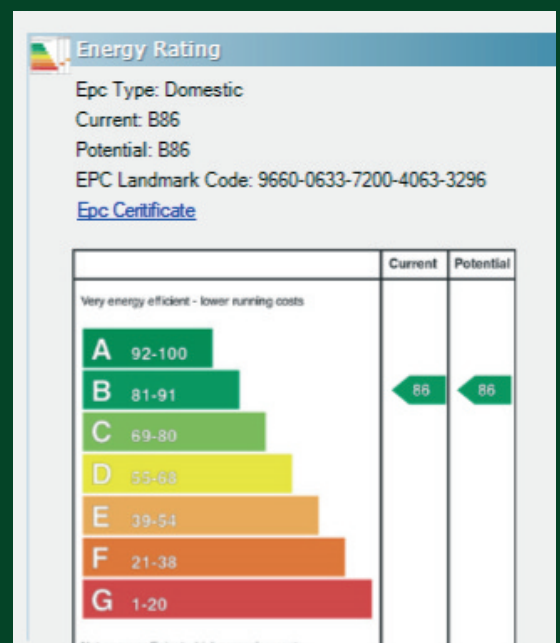 Energy Rating
Epc Type: Domestic
Current: B86
Potential: B86
EPC Landmark Code: 9660-0633-7200-4063-3296
Epc Ceritificate
Current Potential
Very energy efficient - lower running costs
A 92-100
B 81-91 86 86
C 69-80
D 55-68
E 39-54
F 21-38
G 1-20